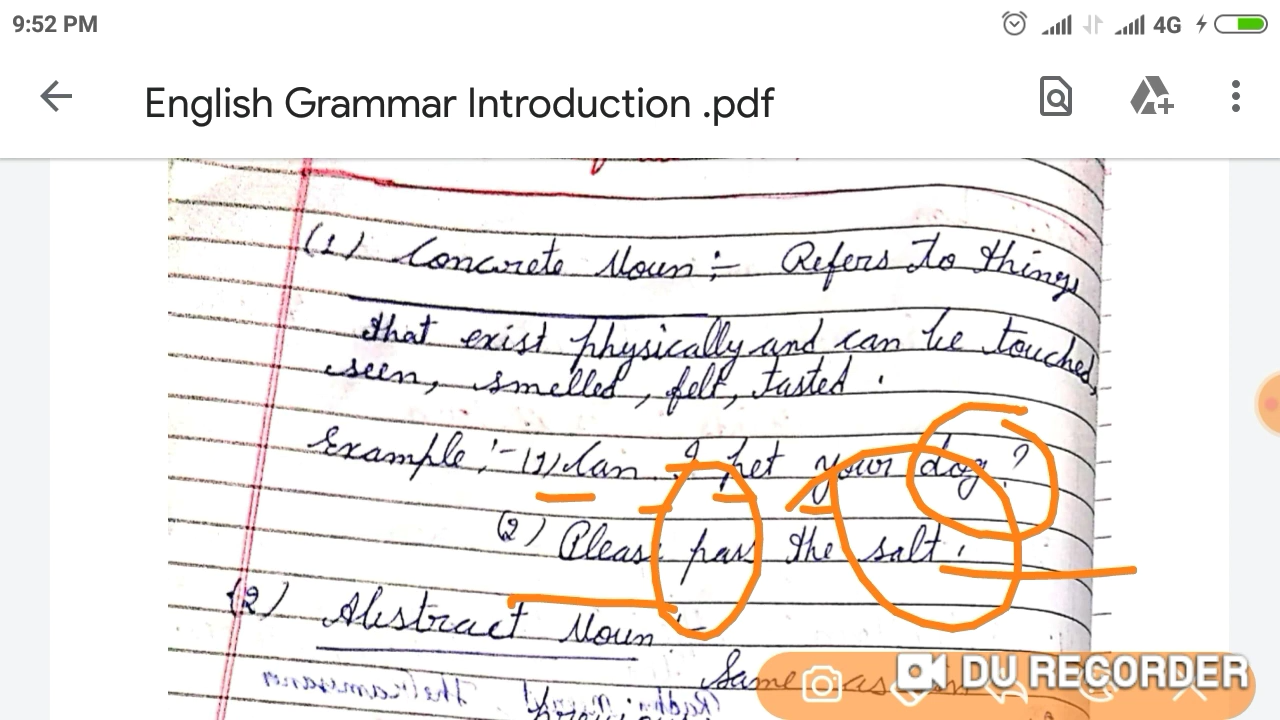 9:52 PM
4G
English Grammar Introduction .pdf
(1) Concrete Noun :- Refers to things
that exist physically and can be touched,
seen, smelled, felt, tasted.
Example :- (1) Can I pet your dog?
(2) Please pass the salt.
(2) Abstract Noun :-
Same as
DU RECORDER